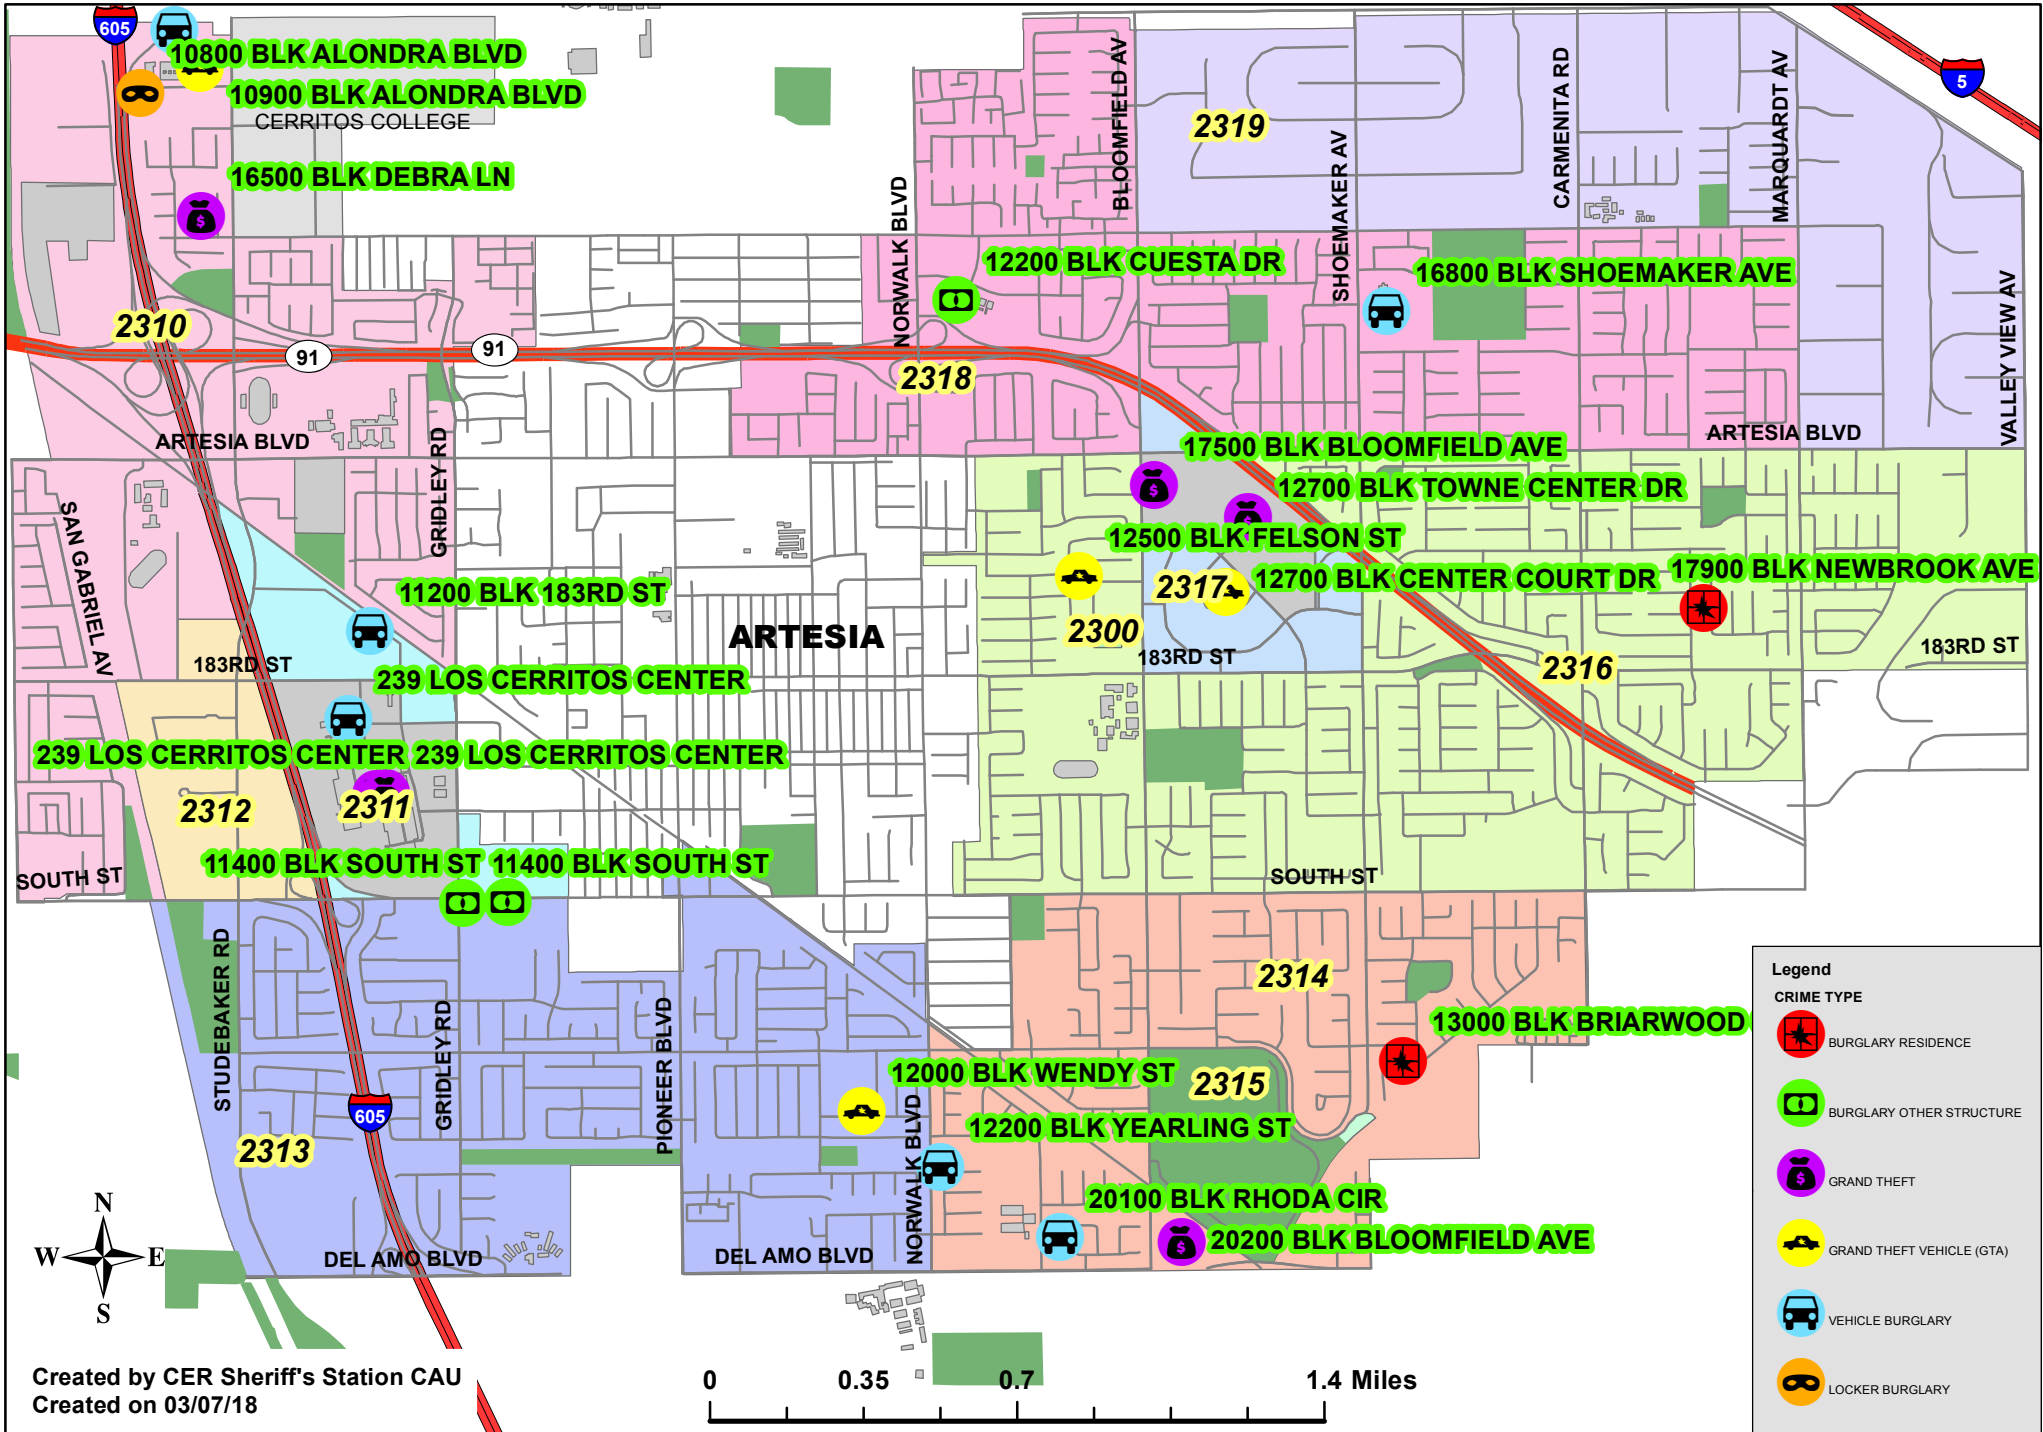 605
10800 BLK ALONDRA BLVD
10900 BLK ALONDRA BLVD
CERRITOS COLLEGE
16500 BLK DEBRA LN
BLOOMFIELD AV
2319
SHOEMAKER AV
CARMENITA RD
MARQUARDT AV
5
NORWALK BLVD
12200 BLK CUESTA DR
16800 BLK SHOEMAKER AVE
VALLEY VIEW AV
2310
91
91
2318
ARTESIA BLVD
GRIDLEY RD
ARTESIA BLVD
17500 BLK BLOOMFIELD AVE
12700 BLK TOWNE CENTER DR
SAN GABRIEL AV
12500 BLK FELSON ST
11200 BLK 183RD ST
2317
12700 BLK CENTER COURT DR
17900 BLK NEWBROOK AVE
ARTESIA
2300
183RD ST
183RD ST
2316
183RD ST
239 LOS CERRITOS CENTER
239 LOS CERRITOS CENTER
239 LOS CERRITOS CENTER
2312
2311
11400 BLK SOUTH ST
11400 BLK SOUTH ST
SOUTH ST
SOUTH ST
STUDEBAKER RD
GRIDLEY RD
PIONEER BLVD
2314
13000 BLK BRIARWOOD
12000 BLK WENDY ST
2315
605
12200 BLK YEARLING ST
2313
NORWALK BLVD
20100 BLK RHODA CIR
20200 BLK BLOOMFIELD AVE
DEL AMO BLVD
DEL AMO BLVD
N
W
E
S
Legend
CRIME TYPE
BURGLARY RESIDENCE
BURGLARY OTHER STRUCTURE
GRAND THEFT
GRAND THEFT VEHICLE (GTA)
VEHICLE BURGLARY
LOCKER BURGLARY
Created by CER Sheriff's Station CAU
Created on 03/07/18
0 0.35 0.7 1.4 Miles